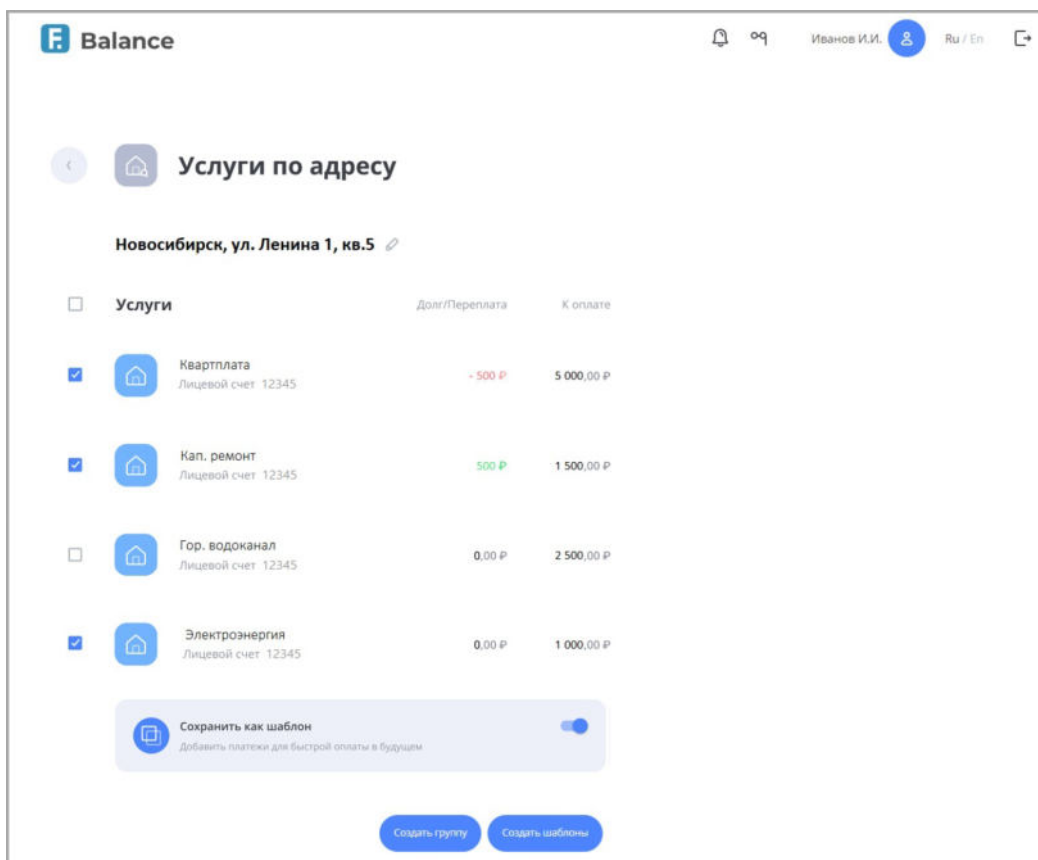 F. Balance
Иванов И.И.
Ru / En
Услуги по адресу
Новосибирск, ул. Ленина 1, кв.5
Услуги Долг/Переплата К оплате
Квартплата
Лицевой счет 12345
- 500 ₽ 5 000,00 ₽
Кап. ремонт
Лицевой счет 12345
500 ₽ 1 500,00 ₽
Гор. водоканал
Лицевой счет 12345
0,00 ₽ 2 500,00 ₽
Электроэнергия
Лицевой счет 12345
0,00 ₽ 1 000,00 ₽
Сохранить как шаблон
Добавить платежи для быстрой оплаты в будущем
Создать группу Создать шаблоны